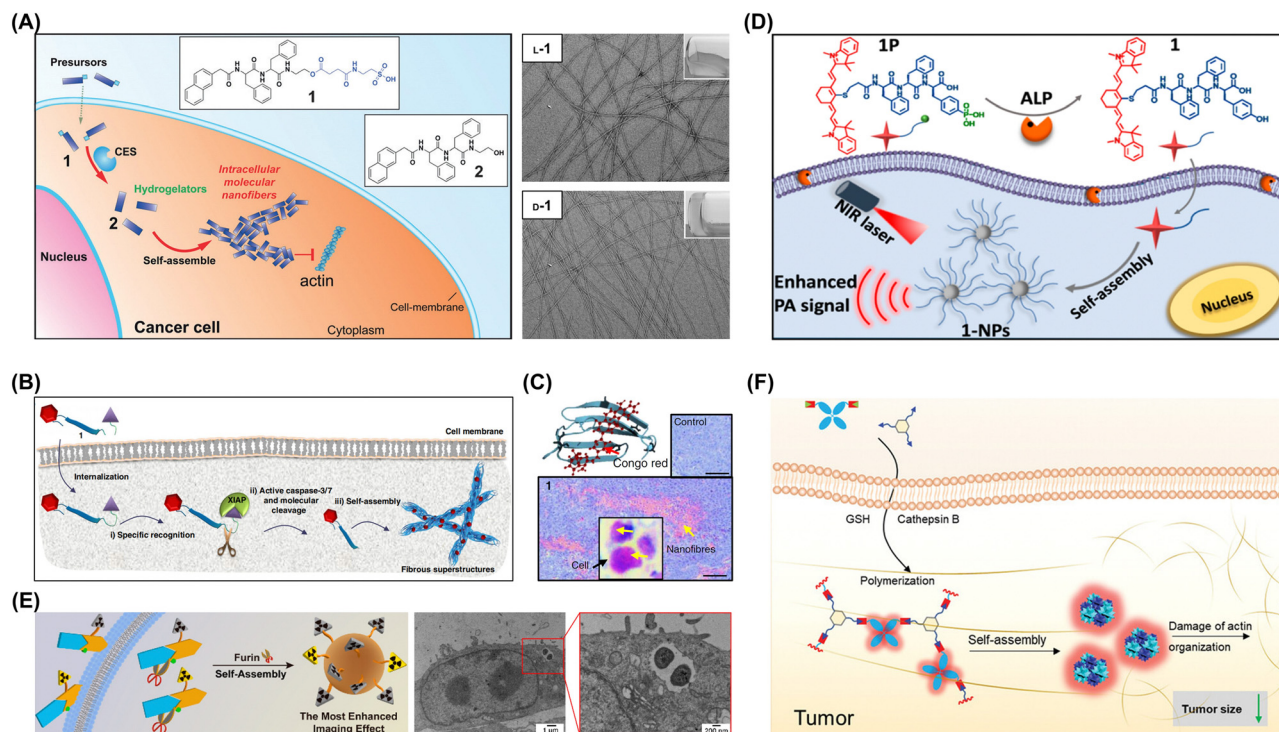 (A)
Presursors
1
CES
Hydrogelators
2
Self-assemble
Intracellular
molecular
nanofibers
actin
Nucleus
Cancer cell
Cytoplasm
Cell-membrane
1
2
L-1
D-1
(D)
1P
ALP
1
NIR laser
Enhanced
PA signal
1-NPs
Self-assembly
Nucleus
(B)
1
Cell membrane
Internalization
i) Specific recognition
XIAP
ii) Active caspase-3/7
and molecular
cleavage
iii) Self-assembly
Fibrous superstructures
(C)
Congo red
Control
1
Cell
Nanofibres
(E)
Furin
Self-Assembly
The Most Enhanced
Imaging Effect
1 µm
200 nm
(F)
GSH
Cathepsin B
Polymerization
Self-assembly
Damage of actin
organization
Tumor
Tumor size